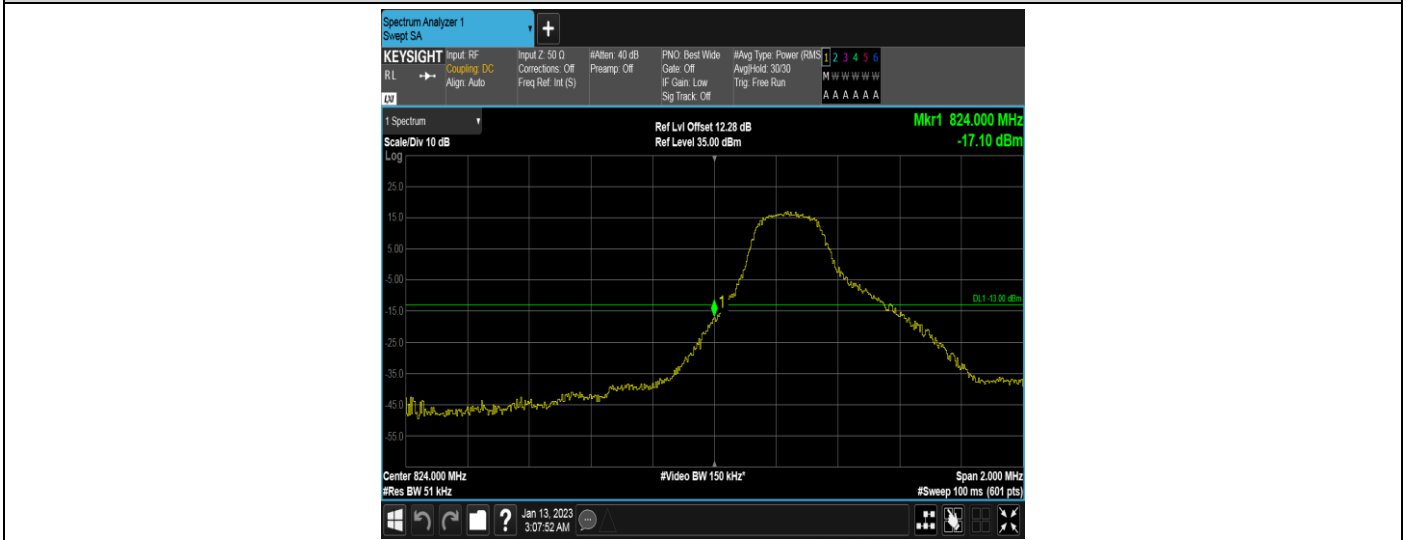 Spectrum Analyzer 1
Swept SA
+
KEYSIGHT
RL
LXI
Input: RF
Coupling: DC
Align: Auto
Input Z: 50 Ω
Corrections: Off
Freq Ref: Int (S)
#Atten: 40 dB
Preamp: Off
PNO: Best Wide
Gate: Off
IF Gain: Low
Sig Track: Off
#Avg Type: Power (RMS
Avg|Hold: 30/30
Trig: Free Run
1 2 3 4 5 6
M W W W W W
A A A A A A
1 Spectrum
Scale/Div 10 dB
Log
Ref Lvl Offset 12.28 dB
Ref Level 35.00 dBm
Mkr1 824.000 MHz
-17.10 dBm
25.0
15.0
5.00
-5.00
-15.0
-25.0
-35.0
-45.0
-55.0
1
DL1 -13.00 dBm
Center 824.000 MHz
#Res BW 51 kHz
#Video BW 150 kHz*
Span 2.000 MHz
#Sweep 100 ms (601 pts)
?
Jan 13, 2023
3:07:52 AM